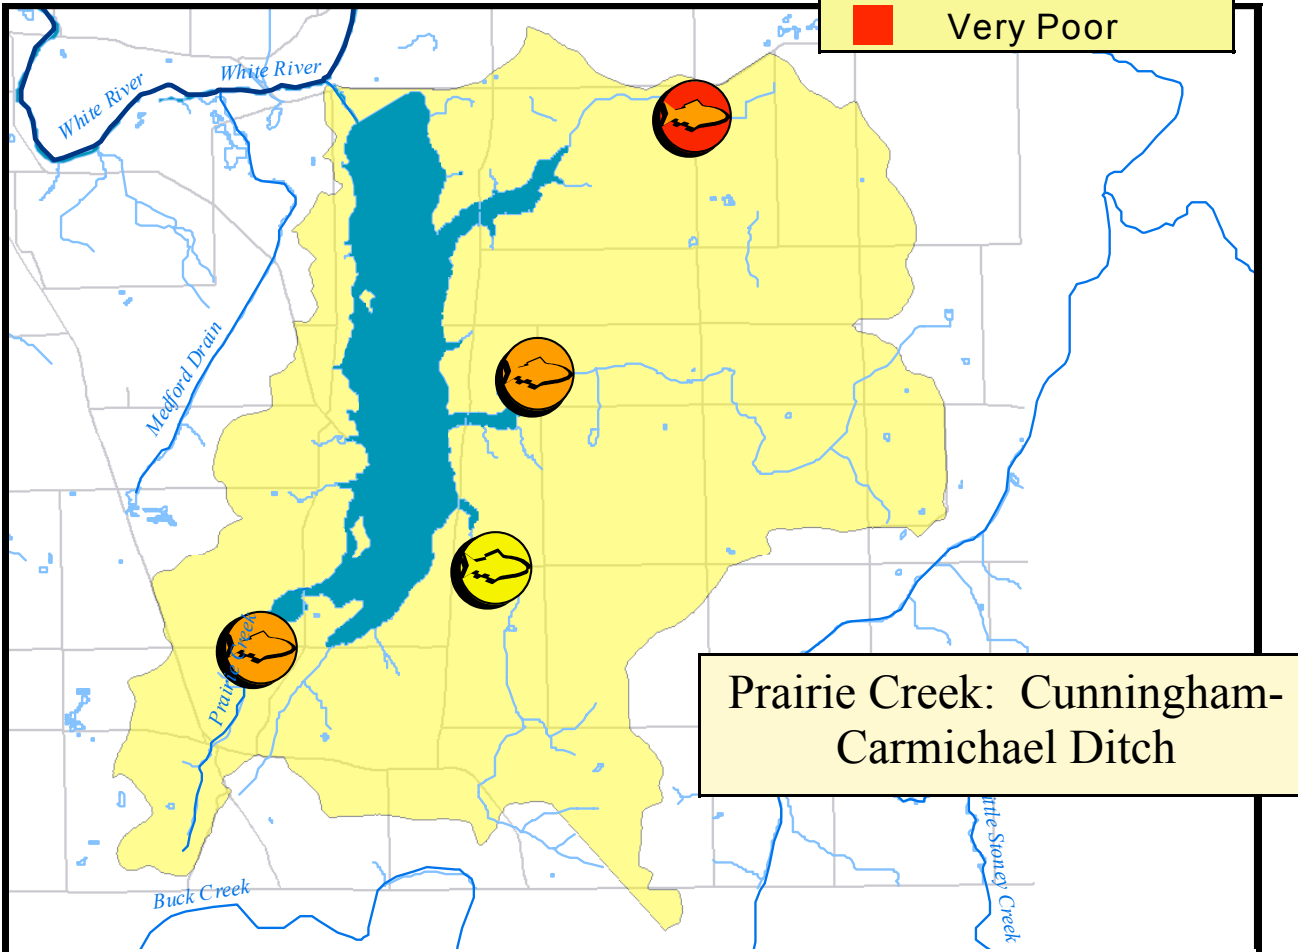 Very Poor
White River
White River
Medford Drain
Prairie Creek
Prairie Creek: Cunningham-
Carmichael Ditch
ittle Stoney Creek
Buck Creek